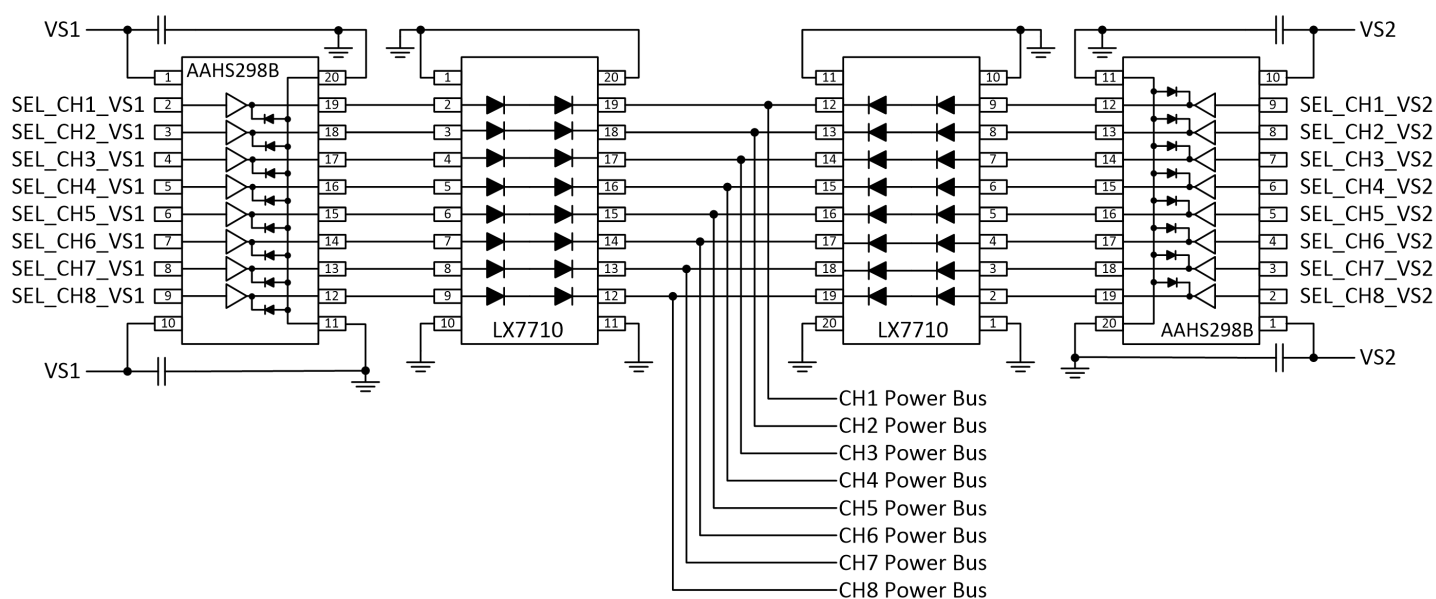 VS1 VS2
AAHS298B
1 20 1 20 11 10 11 10
SEL_CH1_VS1 2 19 2 19 12 9 12 9 SEL_CH1_VS2
SEL_CH2_VS1 3 18 3 18 13 8 13 8 SEL_CH2_VS2
SEL_CH3_VS1 4 17 4 17 14 7 14 7 SEL_CH3_VS2
SEL_CH4_VS1 5 16 5 16 15 6 15 6 SEL_CH4_VS2
SEL_CH5_VS1 6 15 6 15 16 5 16 5 SEL_CH5_VS2
SEL_CH6_VS1 7 14 7 14 17 4 17 4 SEL_CH6_VS2
SEL_CH7_VS1 8 13 8 13 18 3 18 3 SEL_CH7_VS2
SEL_CH8_VS1 9 12 9 12 19 2 19 2 SEL_CH8_VS2
10 11 10 11 20 1 20 1
LX7710 LX7710 AAHS298B
VS1 VS2
CH1 Power Bus
CH2 Power Bus
CH3 Power Bus
CH4 Power Bus
CH5 Power Bus
CH6 Power Bus
CH7 Power Bus
CH8 Power Bus